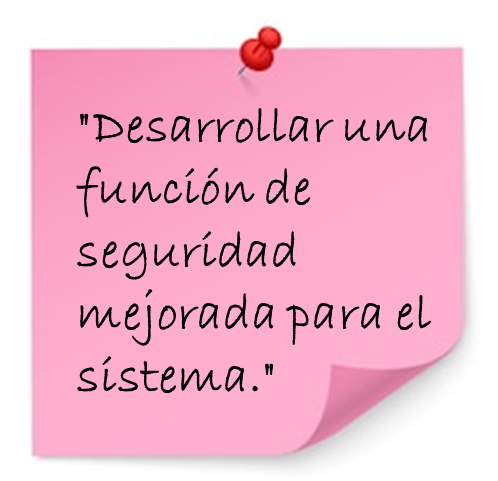 "Desarrollar una
función de
seguridad
mejorada para el
sistema."